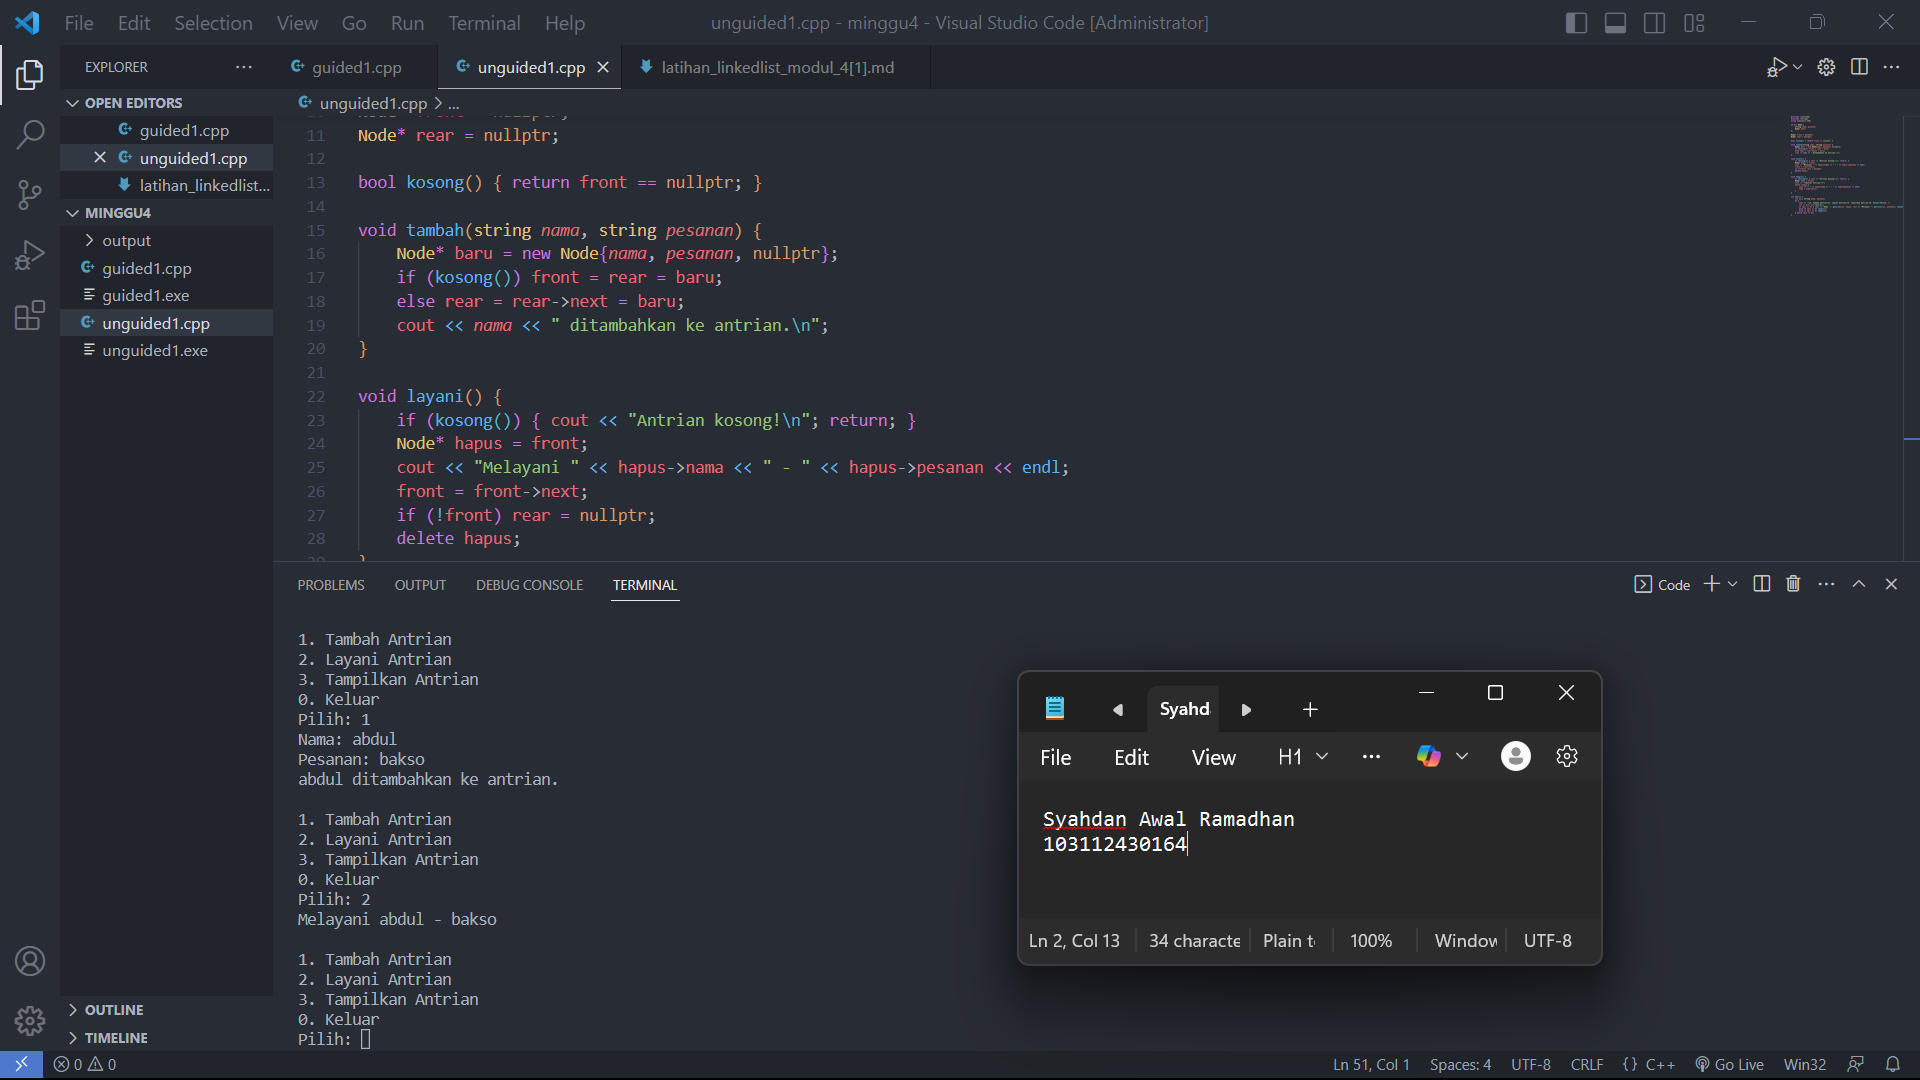 File Edit Selection View Go Run Terminal Help
unguided1.cpp - minggu4 - Visual Studio Code [Administrator]
EXPLORER
guided1.cpp
unguided1.cpp
latihan_linkedlist_modul_4[1].md
OPEN EDITORS
guided1.cpp
unguided1.cpp
latihan_linkedlist...
MINGGU4
output
guided1.cpp
guided1.exe
unguided1.cpp
unguided1.exe
OUTLINE
TIMELINE
unguided1.cpp > ...
11 Node* rear = nullptr;
12
13 bool kosong() { return front == nullptr; }
14
15 void tambah(string nama, string pesanan) {
16 Node* baru = new Node{nama, pesanan, nullptr};
17 if (kosong()) front = rear = baru;
18 else rear = rear->next = baru;
19 cout << nama << " ditambahkan ke antrian.\n";
20 }
21
22 void layani() {
23 if (kosong()) { cout << "Antrian kosong!\n"; return; }
24 Node* hapus = front;
25 cout << "Melayani " << hapus->nama << " - " << hapus->pesanan << endl;
26 front = front->next;
27 if (!front) rear = nullptr;
28 delete hapus;
PROBLEMS OUTPUT DEBUG CONSOLE TERMINAL
Code
1. Tambah Antrian
2. Layani Antrian
3. Tampilkan Antrian
0. Keluar
Pilih: 1
Nama: abdul
Pesanan: bakso
abdul ditambahkan ke antrian.
1. Tambah Antrian
2. Layani Antrian
3. Tampilkan Antrian
0. Keluar
Pilih: 2
Melayani abdul - bakso
1. Tambah Antrian
2. Layani Antrian
3. Tampilkan Antrian
0. Keluar
Pilih:
Syahd
File Edit View H1
Syahdan Awal Ramadhan
103112430164
Ln 2, Col 13 34 characte Plain t 100% Window UTF-8
0 0
Ln 51, Col 1 Spaces: 4 UTF-8 CRLF {} C++ Go Live Win32